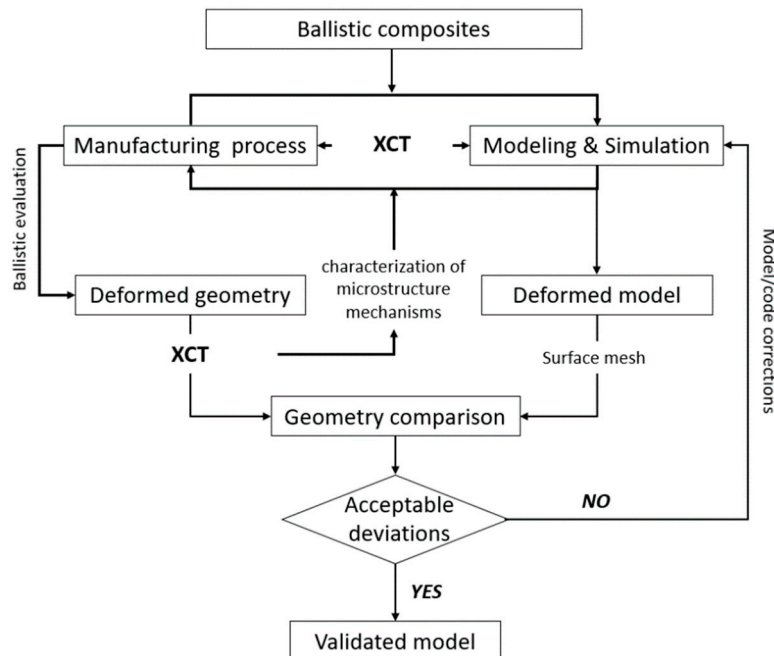 Ballistic composites
Manufacturing process
XCT
Modeling & Simulation
Ballistic evaluation
Model/code corrections
characterization of
microstructure
mechanisms
Deformed geometry
Deformed model
XCT
Surface mesh
Geometry comparison
Acceptable
deviations
NO
YES
Validated model